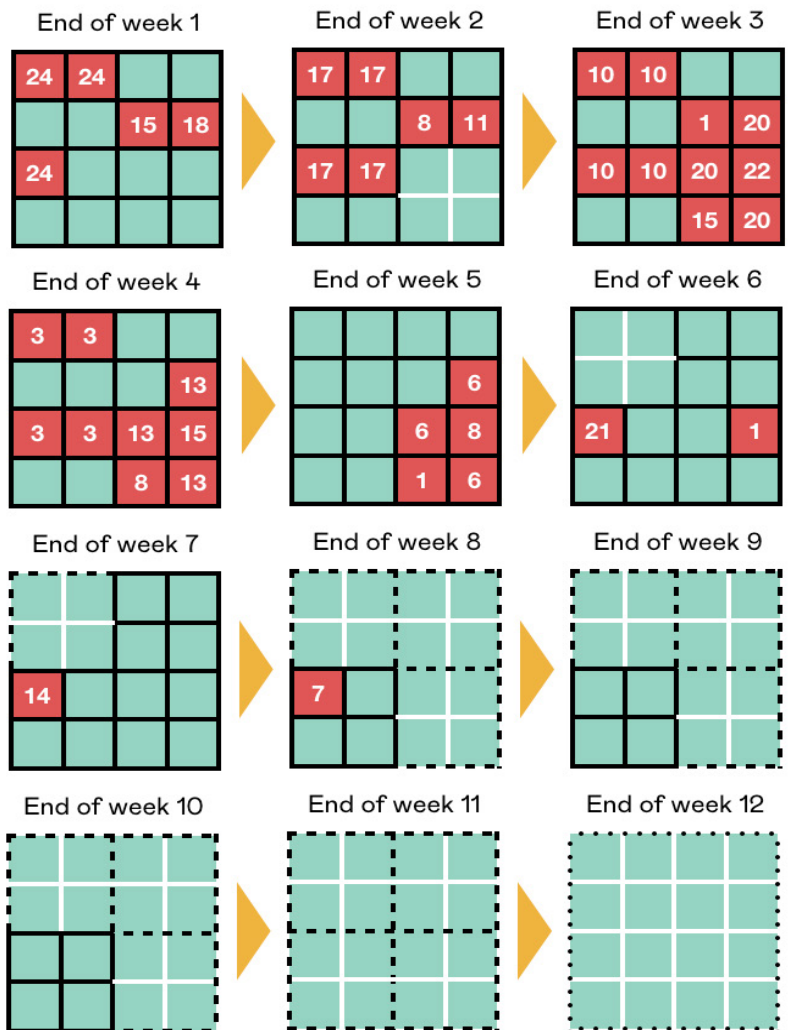 End of week 1
End of week 2
End of week 3
24 24
15 18
24
17 17
8 11
17 17
10 10
1 20
10 10 20 22
15 20
End of week 4
End of week 5
End of week 6
3 3
13
3 3 13 15
8 13
6
6 8
1 6
21 1
End of week 7
End of week 8
End of week 9
14
7
End of week 10
End of week 11
End of week 12